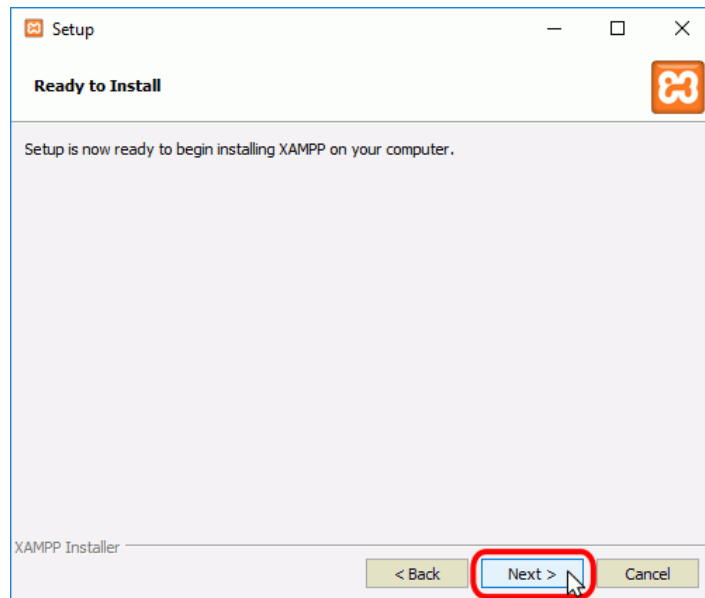 Setup
Ready to Install
Setup is now ready to begin installing XAMPP on your computer.
XAMPP Installer
< Back
Next >
Cancel